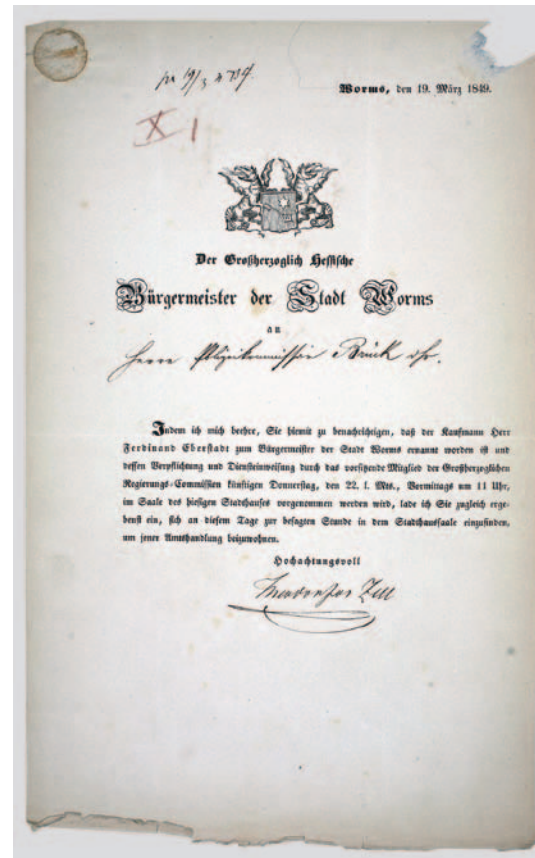 Worms, den 19. März 1849.
X I
Der Großherzoglich Hessische
Bürgermeister der Stadt Worms
an
Herrn Polizeikommissär Brück
Indem ich mich beehre, Sie hiemit zu benachrichtigen, daß der Kaufmann Herr
Ferdinand Eberstadt zum Bürgermeister der Stadt Worms ernannt worden ist und
dessen Verpflichtung und Diensteinweisung durch das vorsitzende Mitglied der Großherzoglichen
Regierungs-Commission künftigen Donnerstag, den 22. l. Mts., Vormittags um 11 Uhr,
im Saale des hiesigen Stadthauses vorgenommen werden wird, lade ich Sie zugleich erge-
benst ein, sich an diesem Tage zur besagten Stunde in dem Stadthaussaale einzufinden,
um jener Amtshandlung beizuwohnen.
Hochachtungsvoll